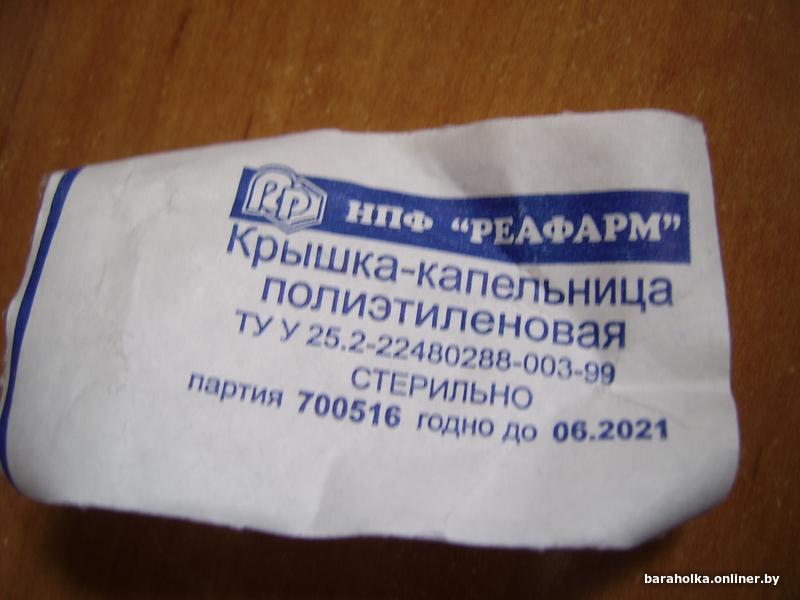 НПФ "РЕАФАРМ"
Крышка-капельница
полиэтиленовая
ТУ У 25.2-22480288-003-99
СТЕРИЛЬНО
партия 700516 годно до 06.2021
baraholka.onliner.by